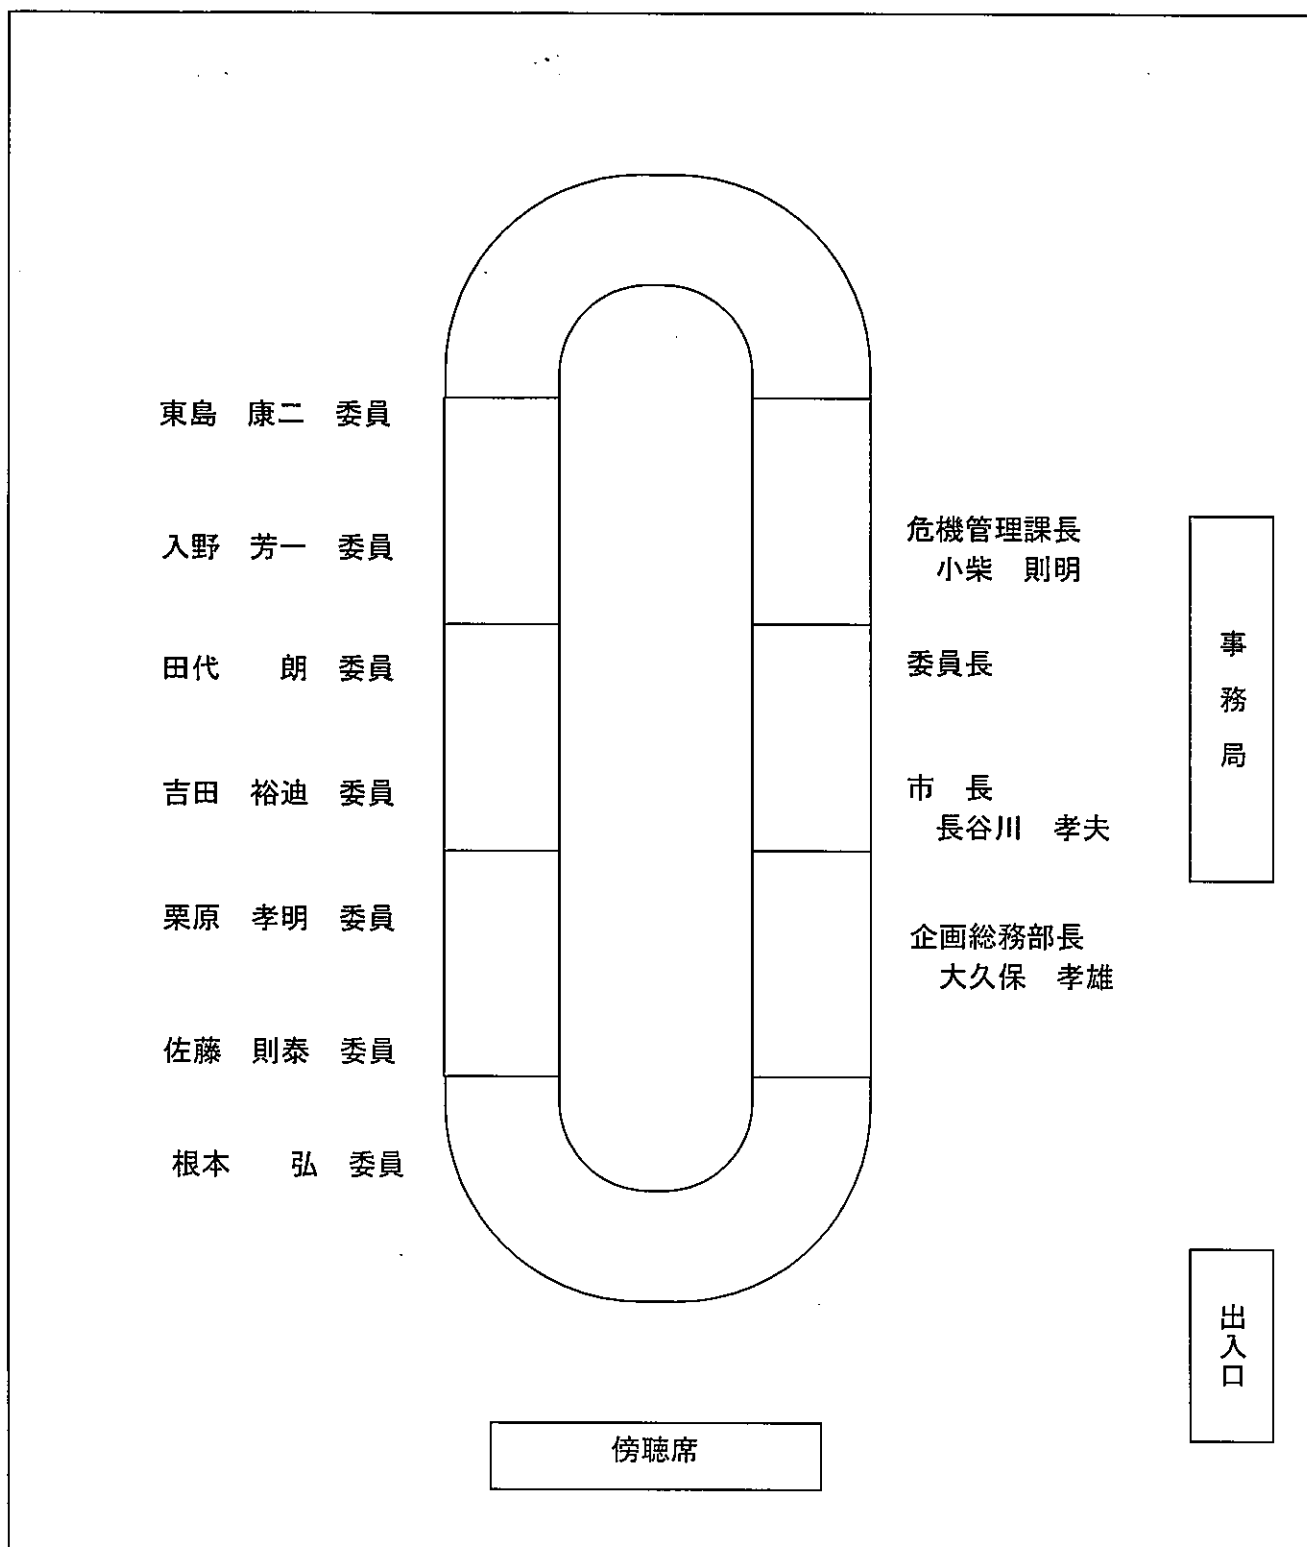 東島　康二　委員
入野　芳一　委員
田代　　朗　委員
吉田　裕迪　委員
栗原　孝明　委員
佐藤　則泰　委員
根本　　弘　委員
危機管理課長
小柴　則明
委員長
市　長
長谷川　孝夫
企画総務部長
大久保　孝雄
事務局
出入口
傍聴席